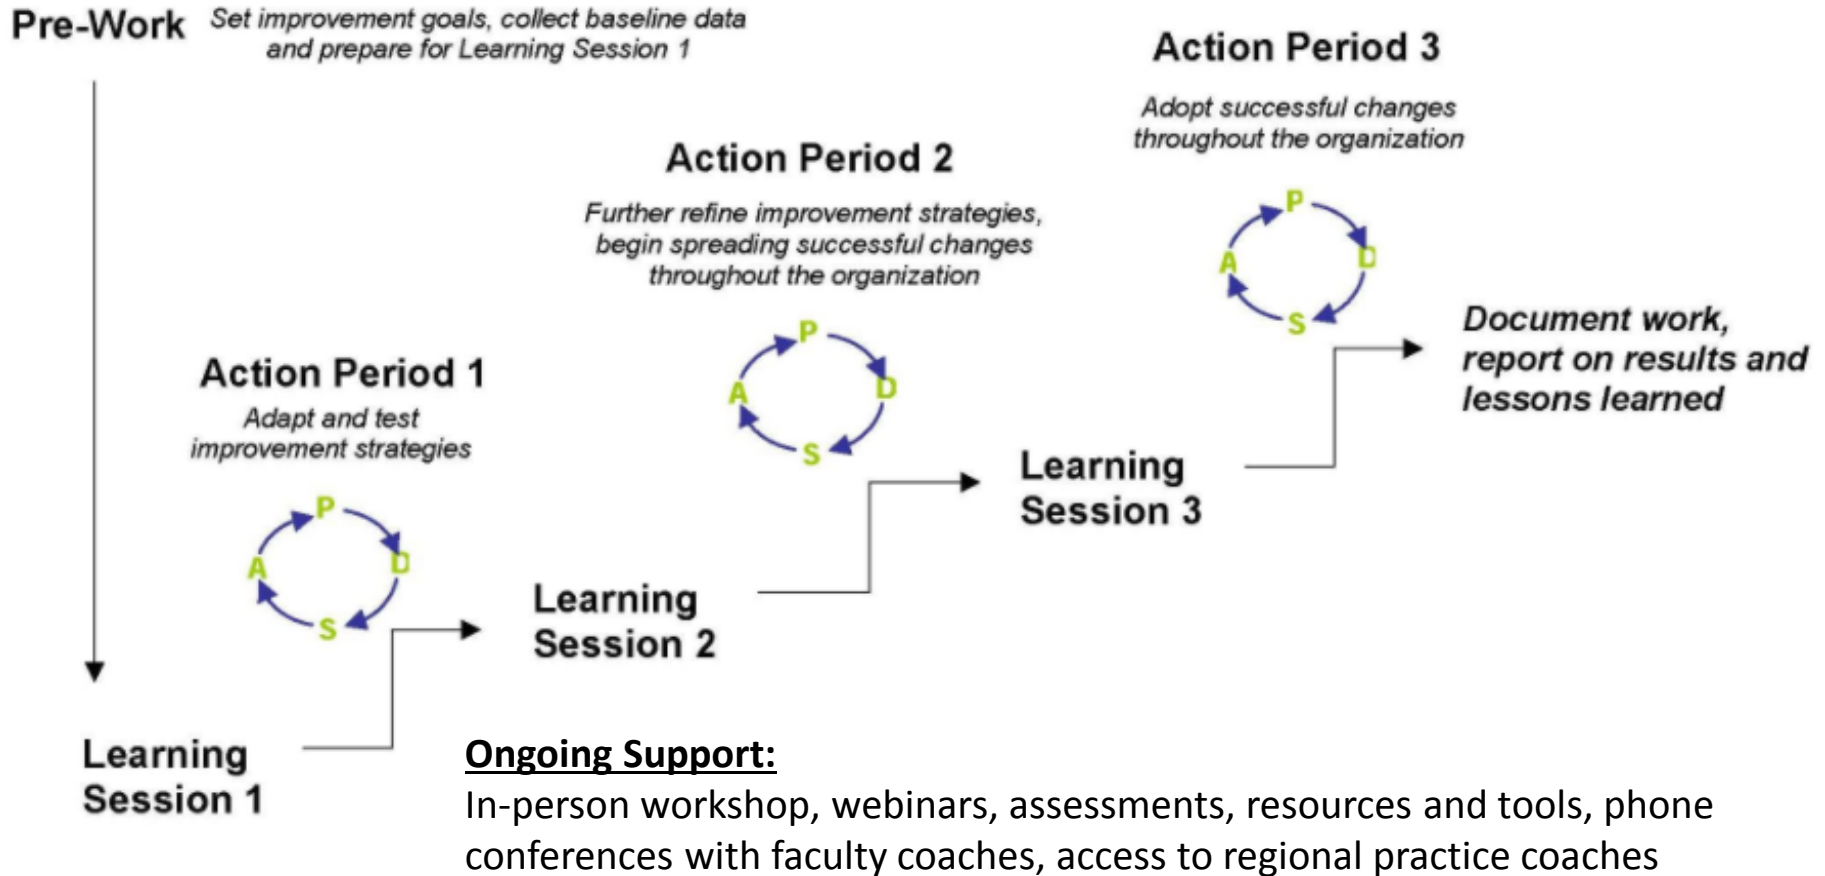 Pre-Work
Set improvement goals, collect baseline data
and prepare for Learning Session 1
Action Period 3
Adopt successful changes
throughout the organization
P
D
S
A
Action Period 2
Further refine improvement strategies,
begin spreading successful changes
throughout the organization
P
D
S
A
Document work,
report on results and
lessons learned
Action Period 1
Adapt and test
improvement strategies
P
D
S
A
Learning
Session 3
Learning
Session 2
Learning
Session 1
Ongoing Support:
In-person workshop, webinars, assessments, resources and tools, phone
conferences with faculty coaches, access to regional practice coaches